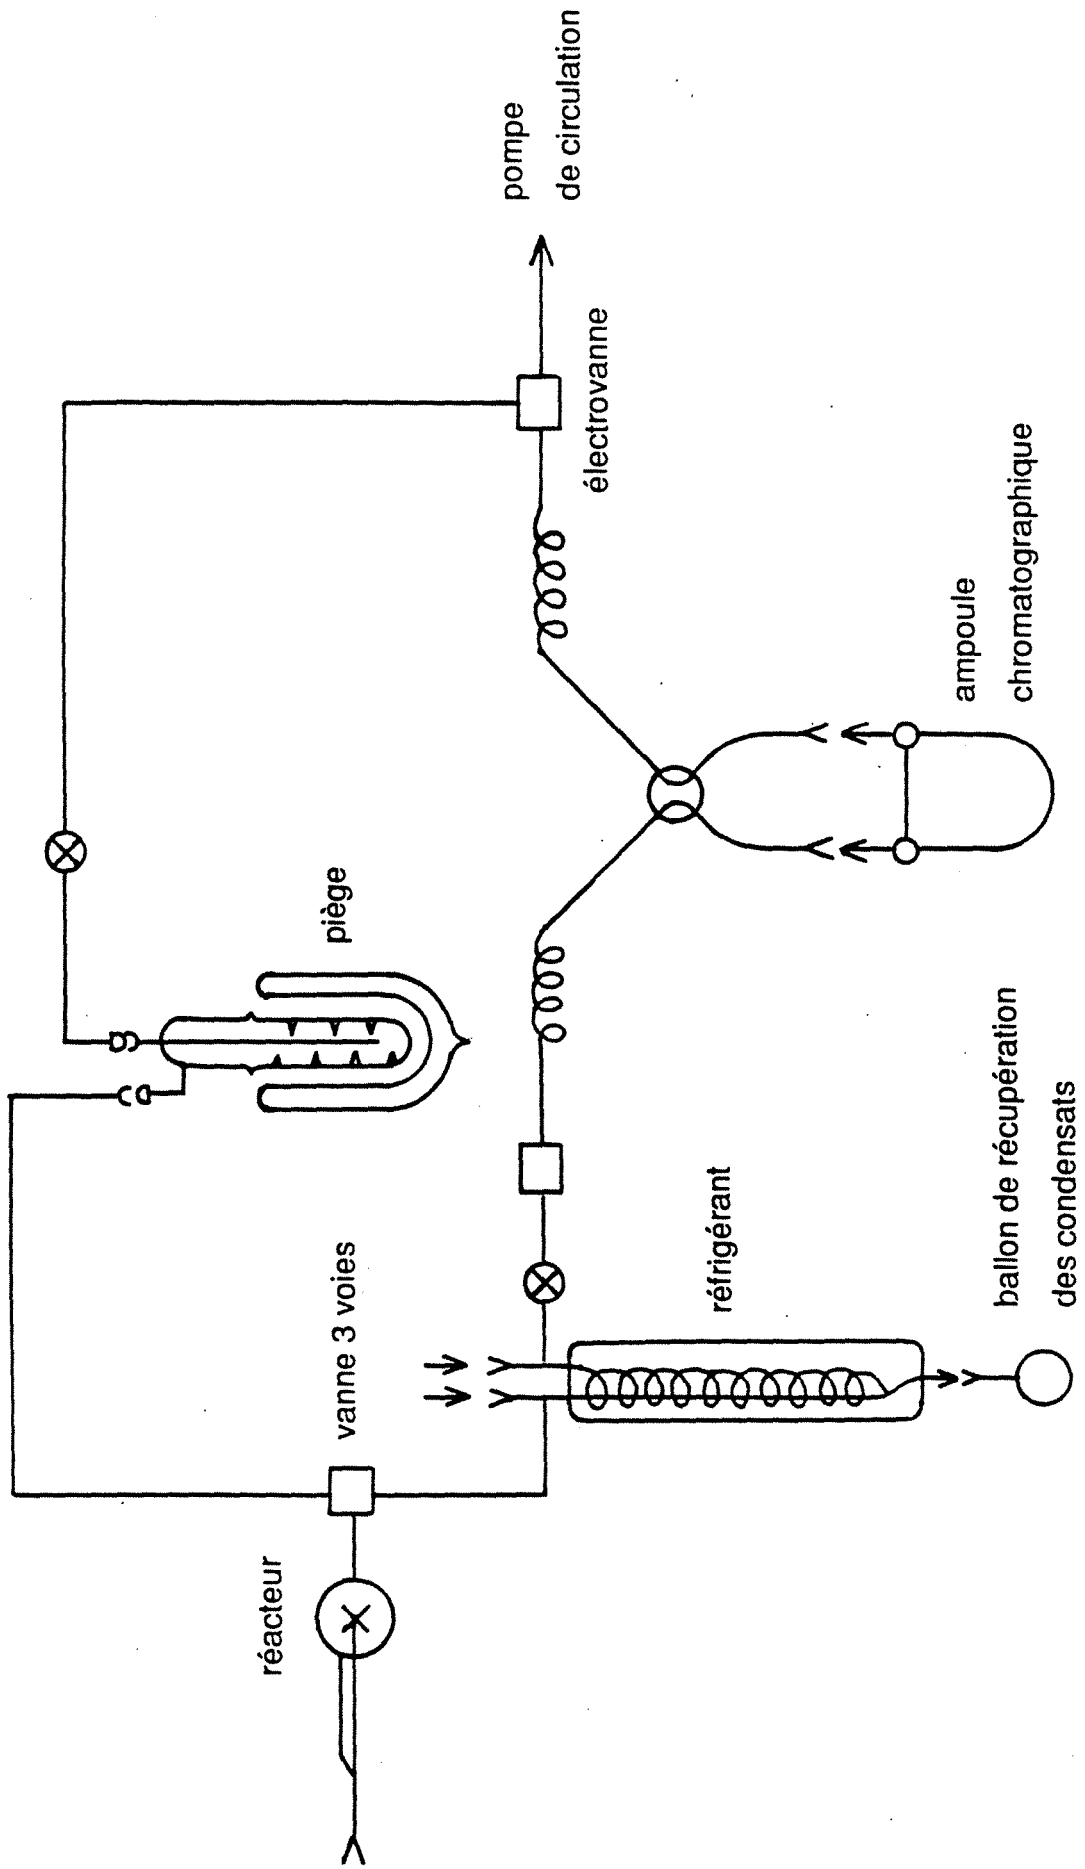 réacteur
vanne 3 voies
piège
réfrigérant
ballon de récupération
des condensats
ampoule
chromatographique
électrovanne
pompe
de circulation